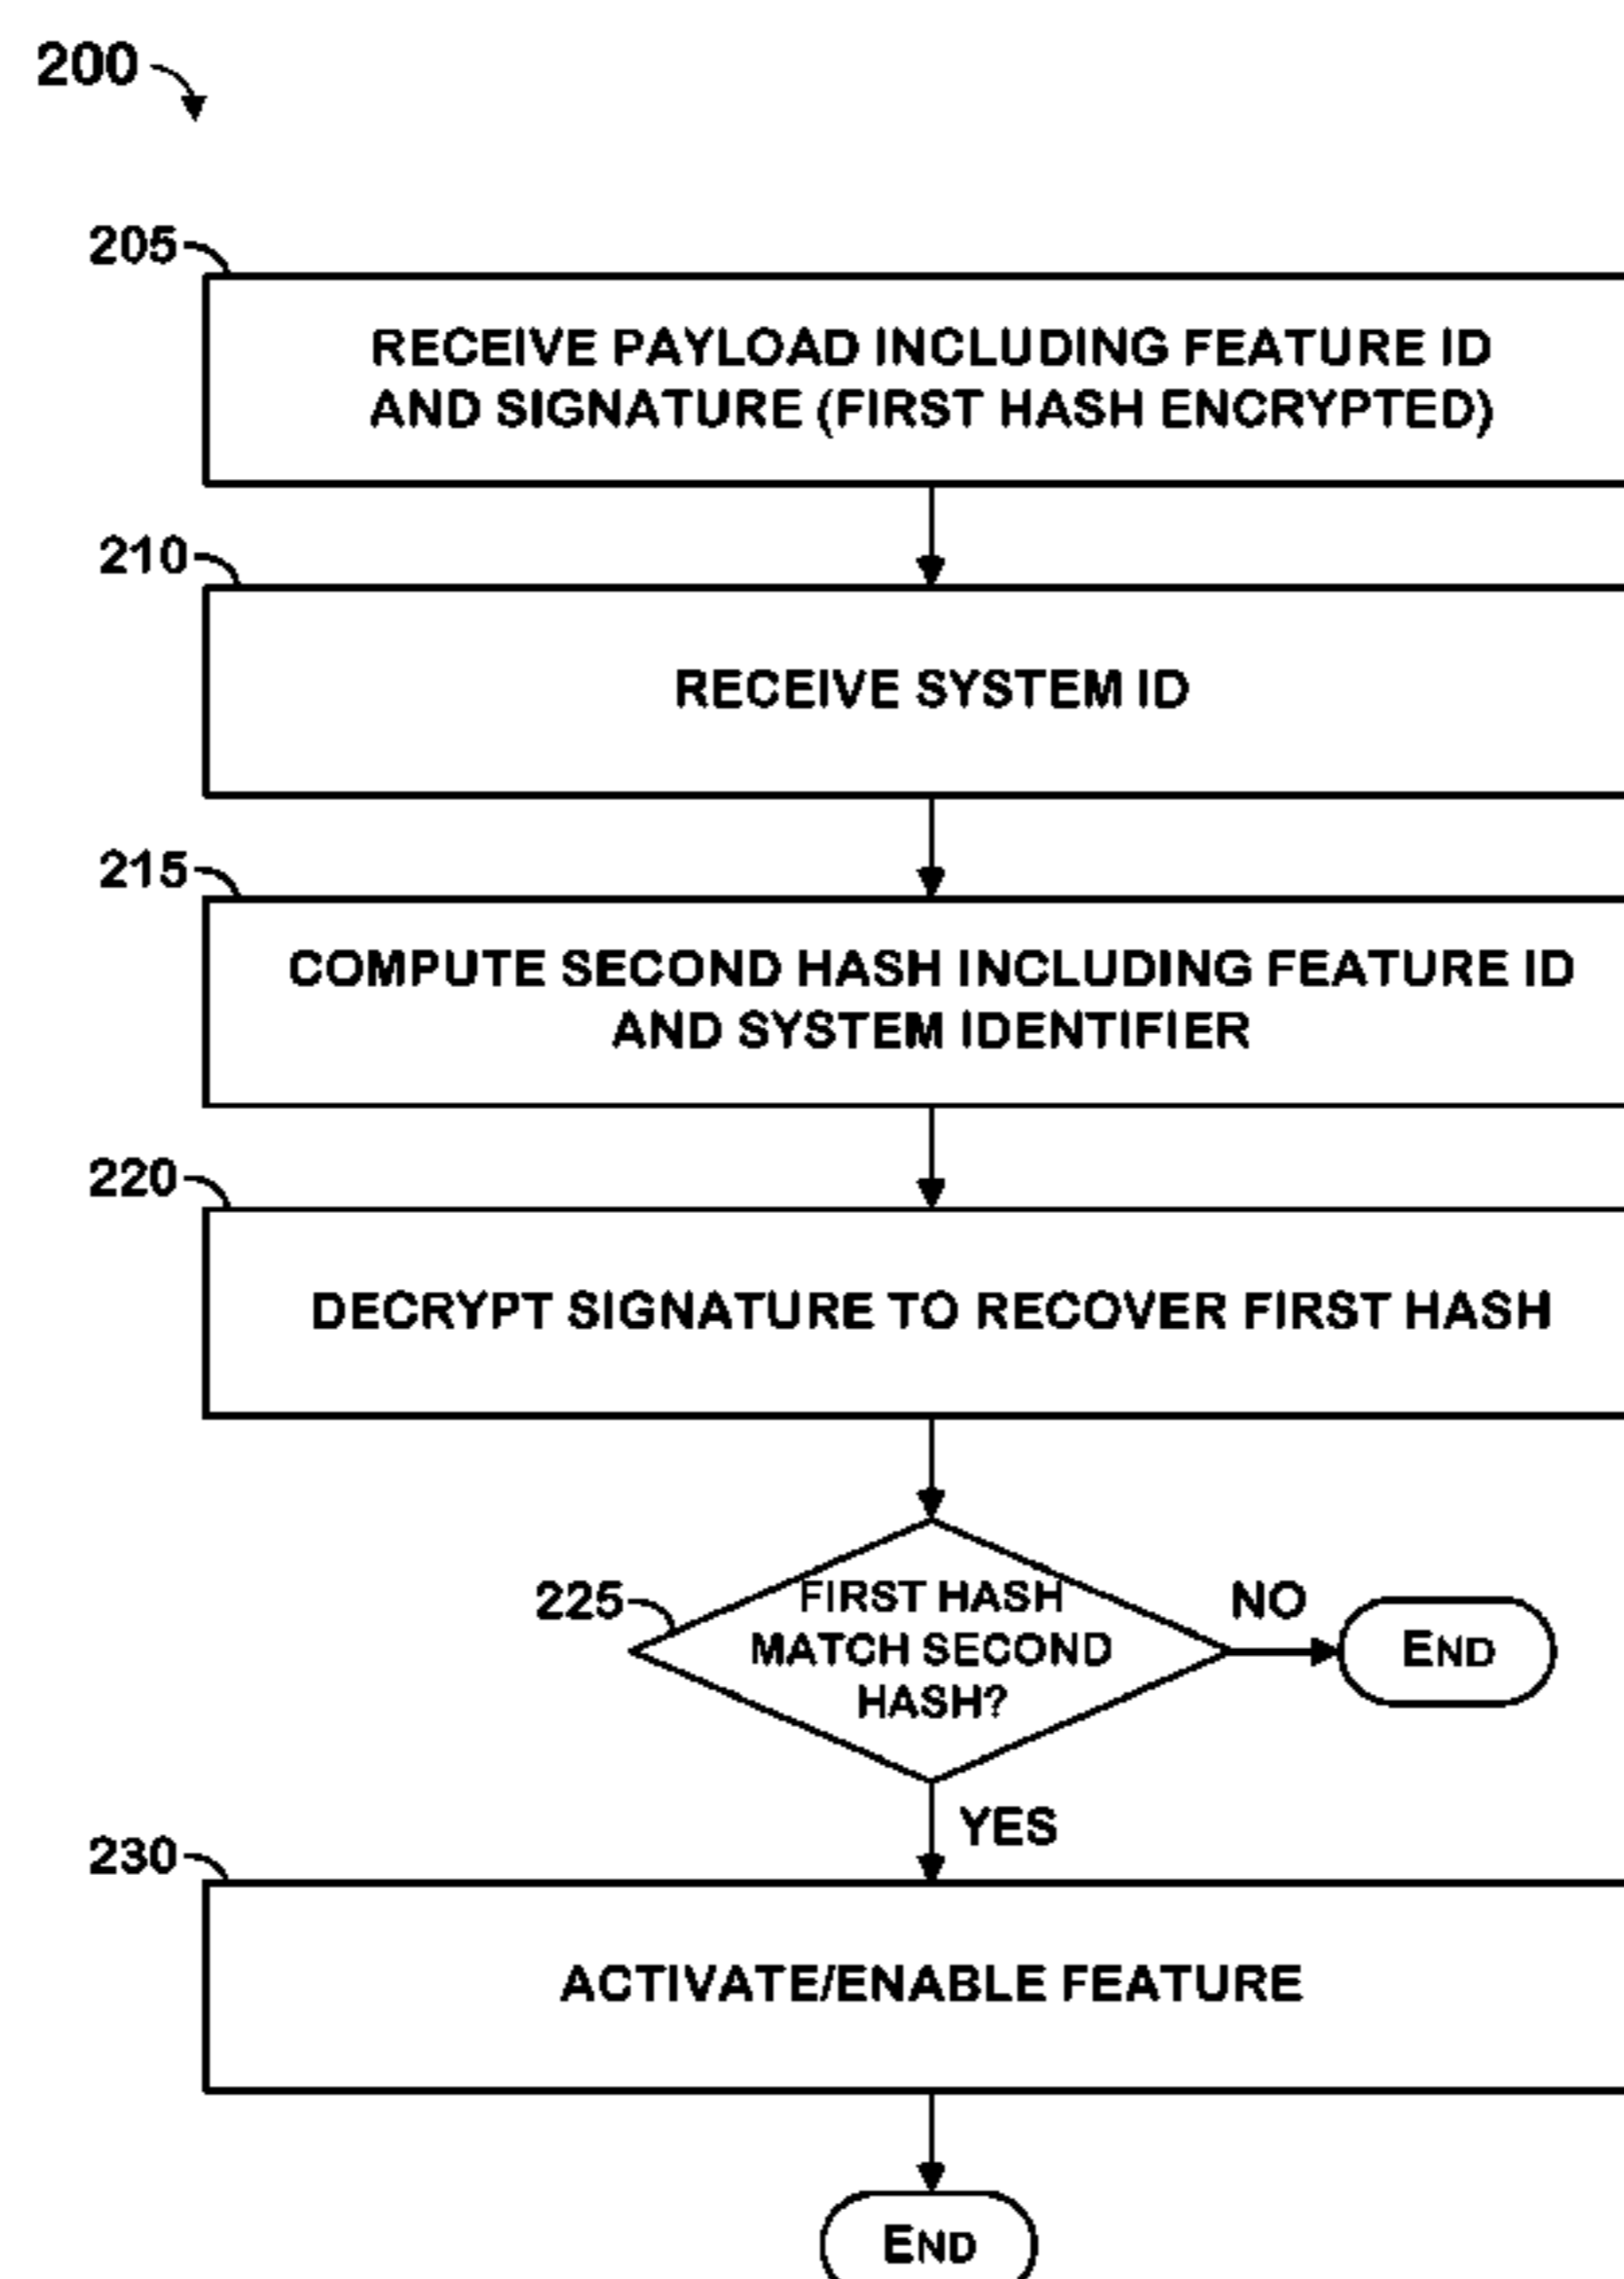 200
205
RECEIVE PAYLOAD INCLUDING FEATURE ID
AND SIGNATURE (FIRST HASH ENCRYPTED)
210
RECEIVE SYSTEM ID
215
COMPUTE SECOND HASH INCLUDING FEATURE ID
AND SYSTEM IDENTIFIER
220
DECRYPT SIGNATURE TO RECOVER FIRST HASH
225
FIRST HASH
MATCH SECOND
HASH?
NO
END
YES
230
ACTIVATE/ENABLE FEATURE
END